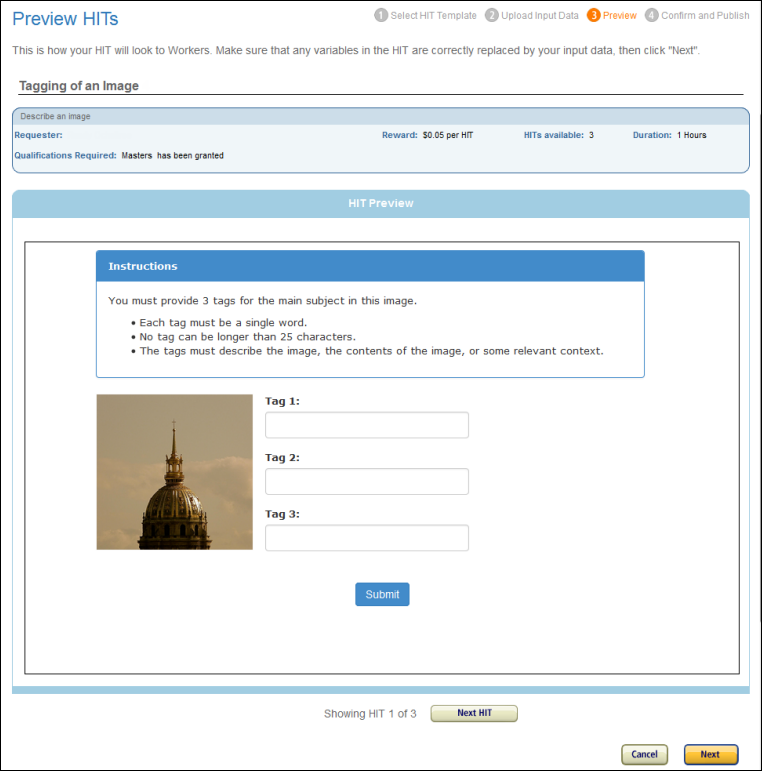 Preview HITs
1 Select HIT Template 2 Upload Input Data 3 Preview 4 Confirm and Publish
This is how your HIT will look to Workers. Make sure that any variables in the HIT are correctly replaced by your input data, then click "Next".
Tagging of an Image
Describe an image
Requester: Reward: $0.05 per HIT HITs available: 3 Duration: 1 Hours
Qualifications Required: Masters has been granted
HIT Preview
Instructions
You must provide 3 tags for the main subject in this image.
• Each tag must be a single word.
• No tag can be longer than 25 characters.
• The tags must describe the image, the contents of the image, or some relevant context.
Tag 1:
Tag 2:
Tag 3:
Submit
Showing HIT 1 of 3 Next HIT
Cancel Next